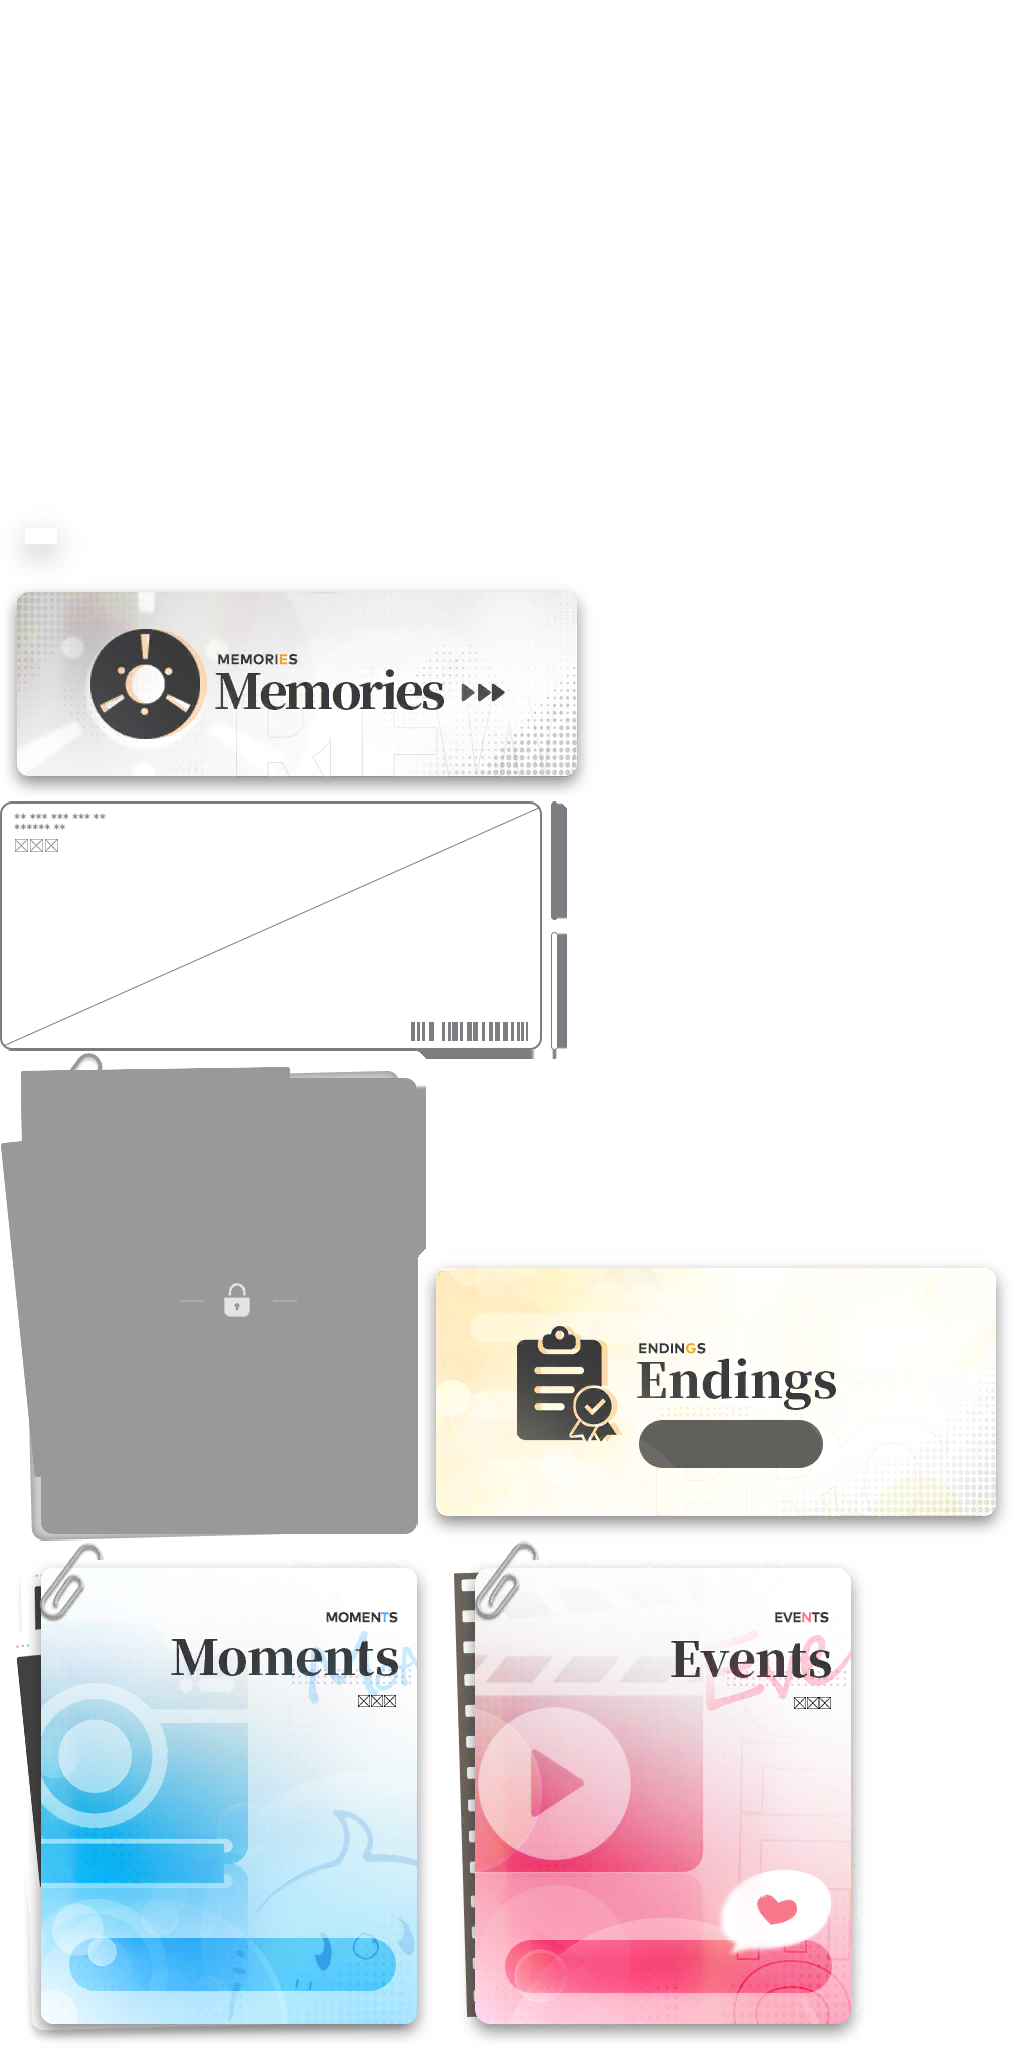 MEMORIES
Memories
** *** *** *** **
****** **
ENDINGS
Endings
MOMENTS
Moments
EVENTS
Events